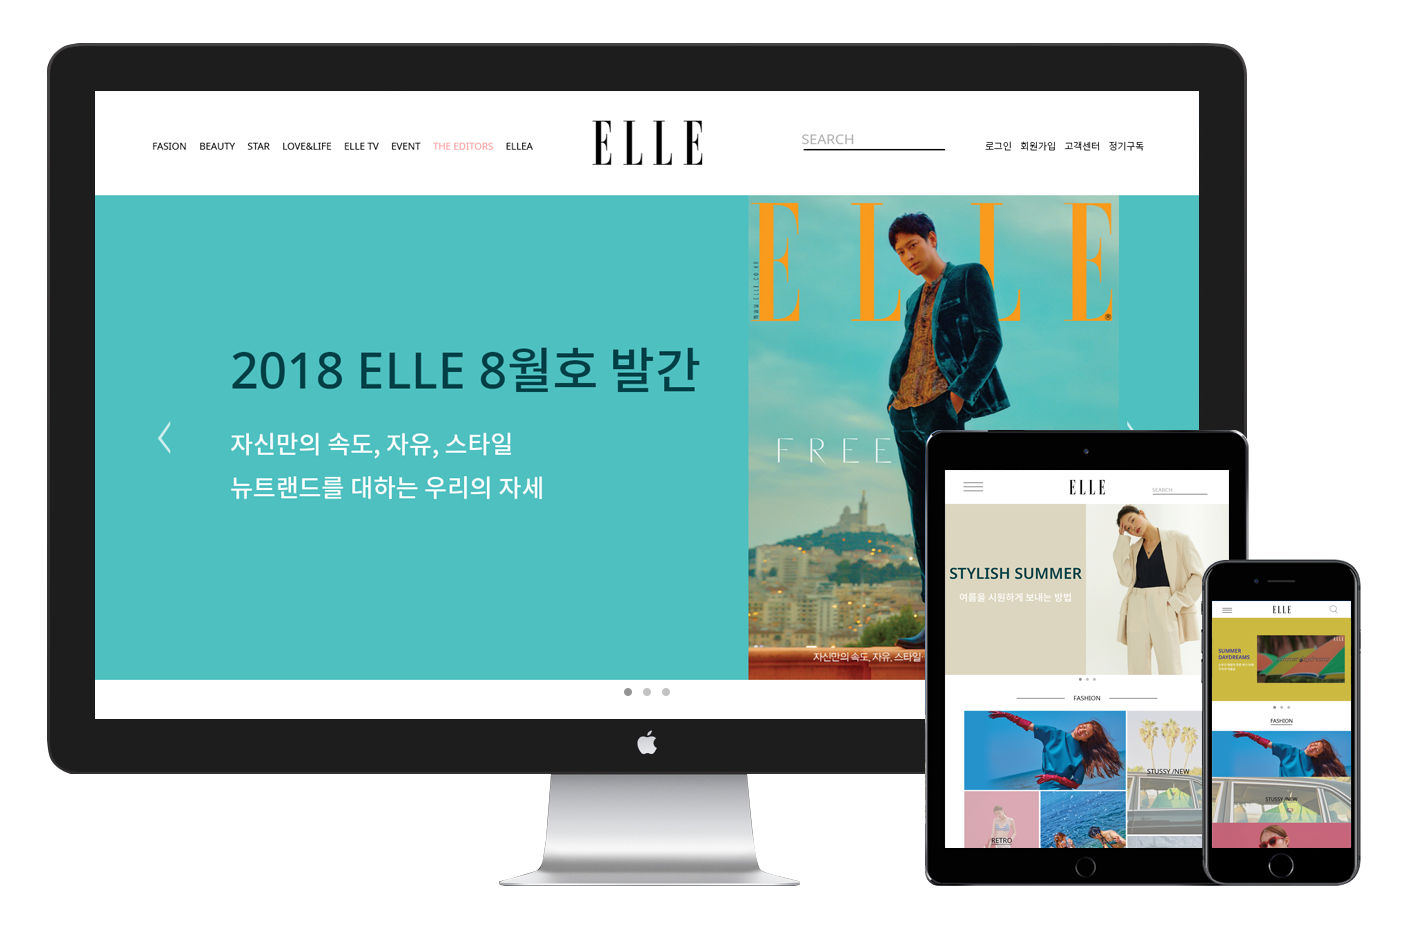 FASION BEAUTY STAR LOVE&LIFE ELLE TV EVENT THE EDITORS ELLEA
ELLE
SEARCH
로그인 회원가입 고객센터 정기구독
2018 ELLE 8월호 발간
자신만의 속도, 자유, 스타일
뉴트랜드를 대하는 우리의 자세
ELLE
WWW.ELLE.CO.KR
FREE
자신만의 속도, 자유, 스타일
ELLE
SEARCH
STYLISH SUMMER
여름을 시원하게 보내는 방법
FASHION
STUSSY /NEW
RETRO
ELLE
SUMMER
DAYDREAMS
ELLE
FASHION
STUSSY /NEW